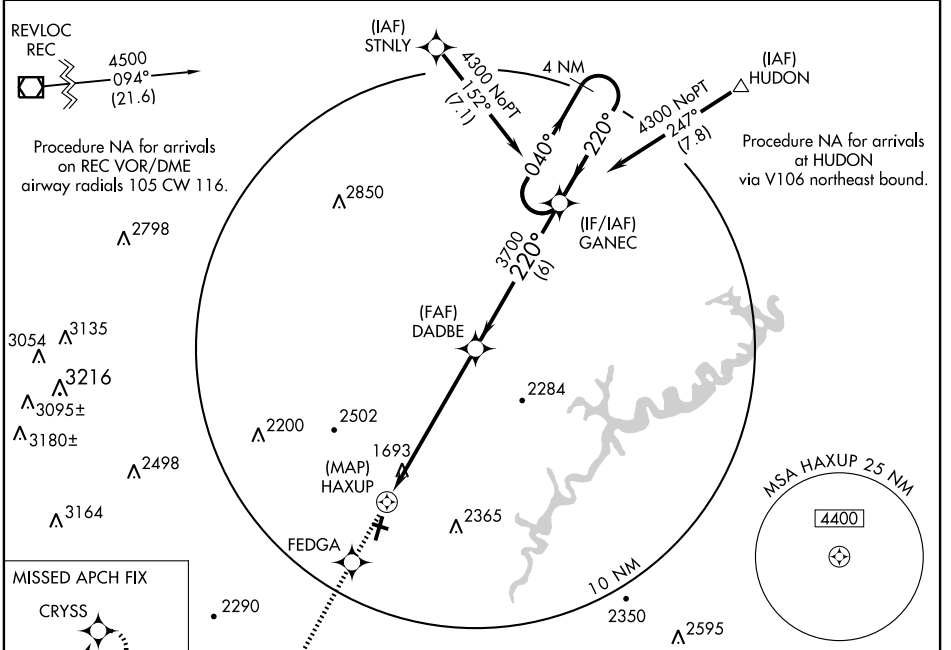 REVLOC
REC
4500
094°
(21.6)
Procedure NA for arrivals
on REC VOR/DME
airway radials 105 CW 116.
(IAF)
STNLY
4300 NoPT
152°
(7.1)
4 NM
040°
220°
(IAF)
HUDON
4300 NoPT
247°
(7.8)
Procedure NA for arrivals
at HUDON
via V106 northeast bound.
2850
2798
(IF/IAF)
GANEC
3700
220°
(6)
(FAF)
DADBE
3054
3135
3216
3095±
3180±
2498
3164
2200
2502
2284
1693
(MAP)
HAXUP
2365
FEDGA
MSA HAXUP 25 NM
4400
10 NM
2350
2595
2290
MISSED APCH FIX
CRYSS